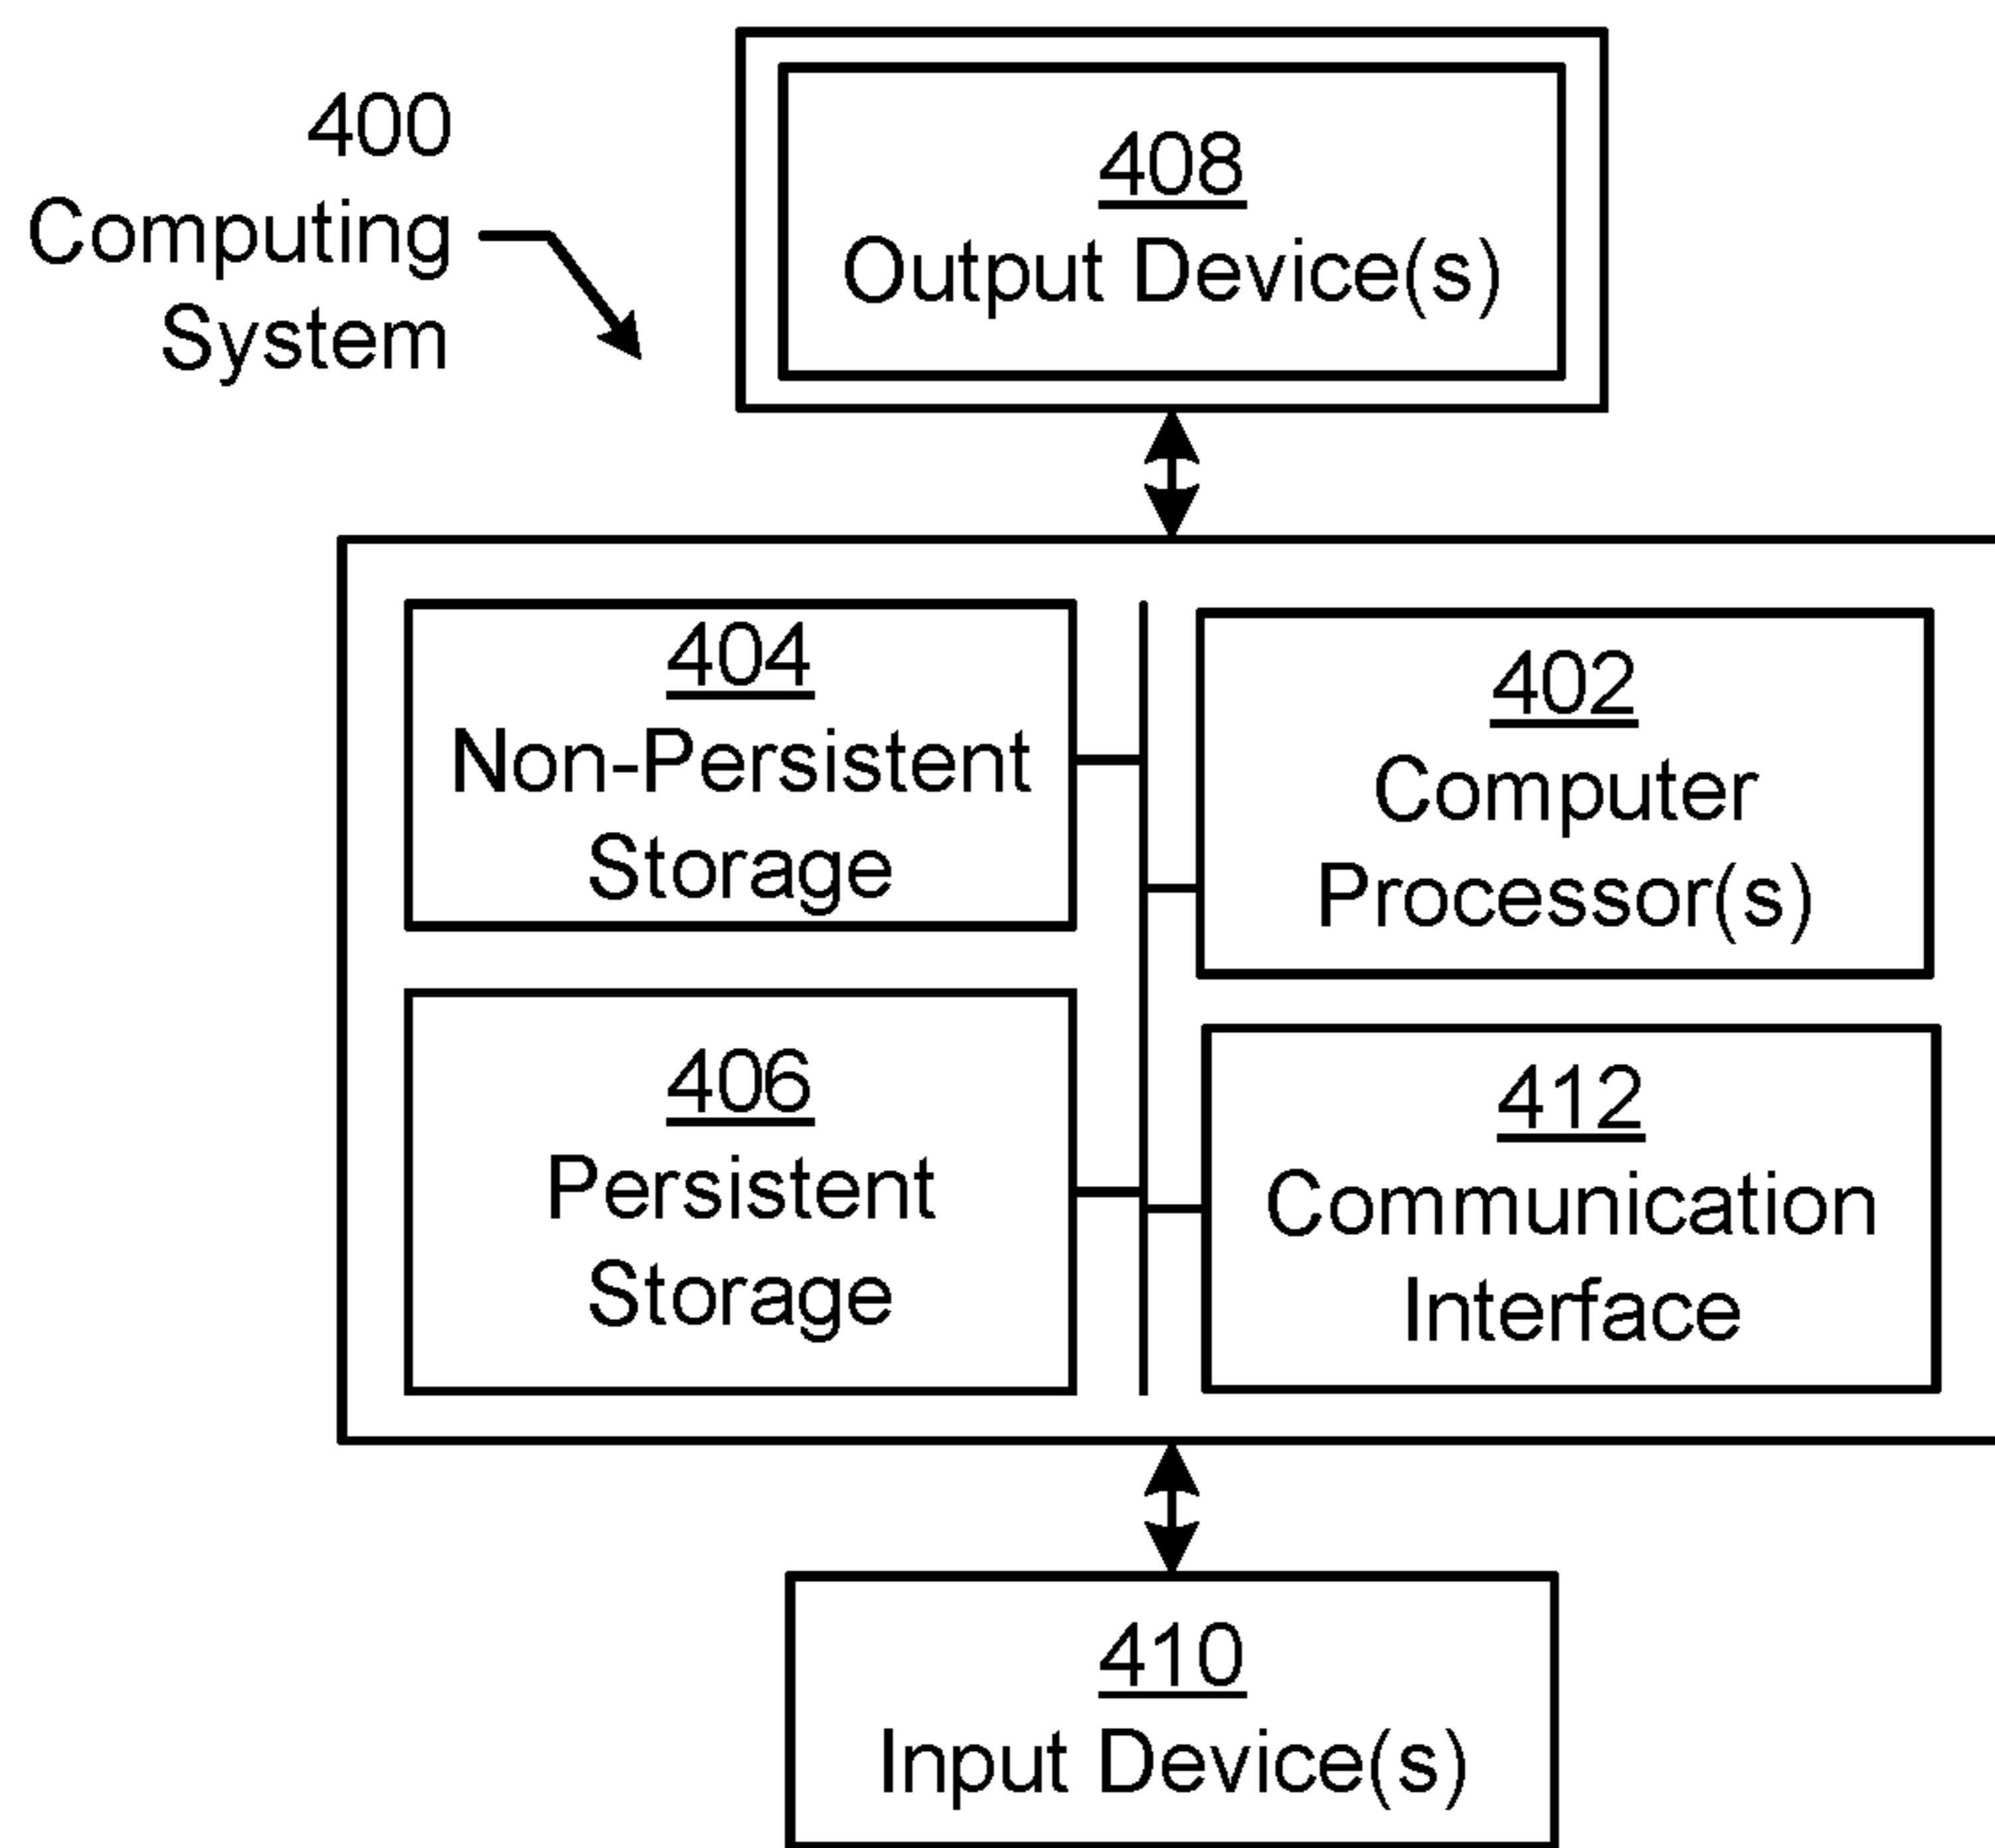 400
Computing
System
408
Output Device(s)
404
Non-Persistent
Storage
402
Computer
Processor(s)
406
Persistent
Storage
412
Communication
Interface
410
Input Device(s)